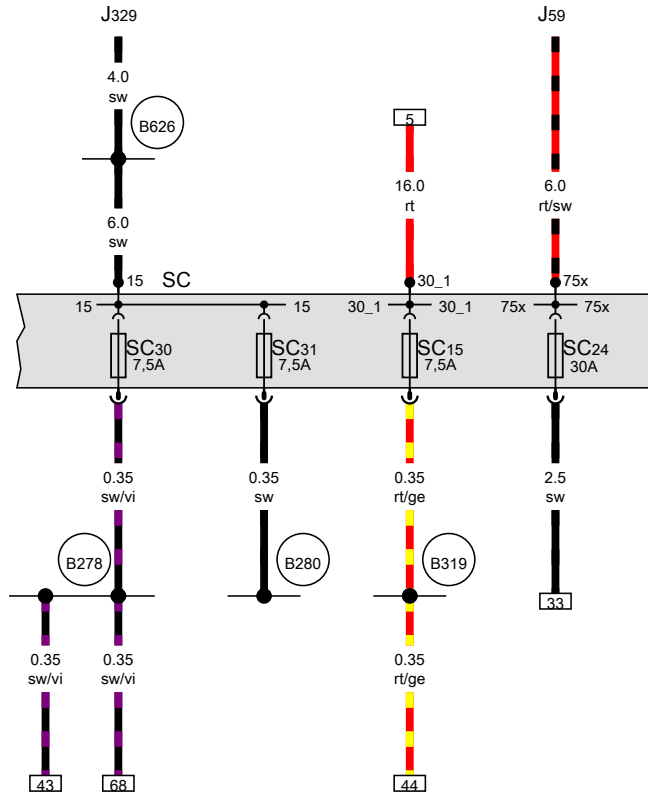 J329
J59
4.0
sw
B626
5
16.0
rt
6.0
rt/sw
6.0
sw
15
SC
30_1
75x
15
15
30_1
30_1
75x
75x
SC30
7,5A
SC31
7,5A
SC15
7,5A
SC24
30A
0.35
sw/vi
0.35
sw
0.35
rt/ge
2.5
sw
B278
B280
B319
33
0.35
sw/vi
0.35
sw/vi
0.35
rt/ge
43
68
44